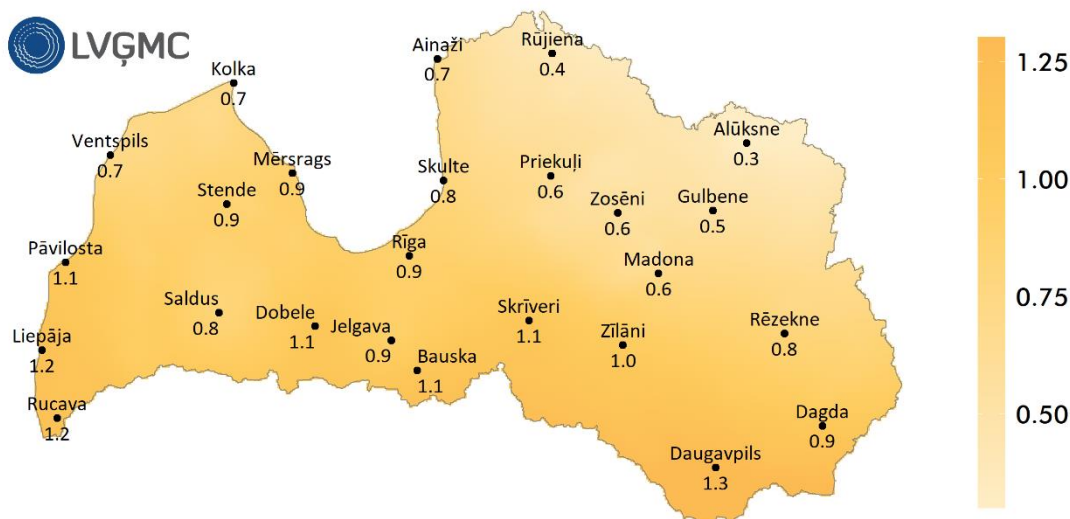 LVĢMC
Kolka
0.7
Ainaži
0.7
Rūjiena
0.4
Ventspils
0.7
Mērsrags
0.9
Stende
0.9
Skulte
0.8
Priekuļi
0.6
Alūksne
0.3
Zosēni
0.6
Gulbene
0.5
Pāvilosta
1.1
Rīga
0.9
Madona
0.6
Saldus
0.8
Dobele
1.1
Jelgava
0.9
Skrīveri
1.1
Zīlāni
1.0
Rēzekne
0.8
Liepāja
1.2
Bauska
1.1
Rucava
1.2
Dagda
0.9
Daugavpils
1.3
1.25
1.00
0.75
0.50